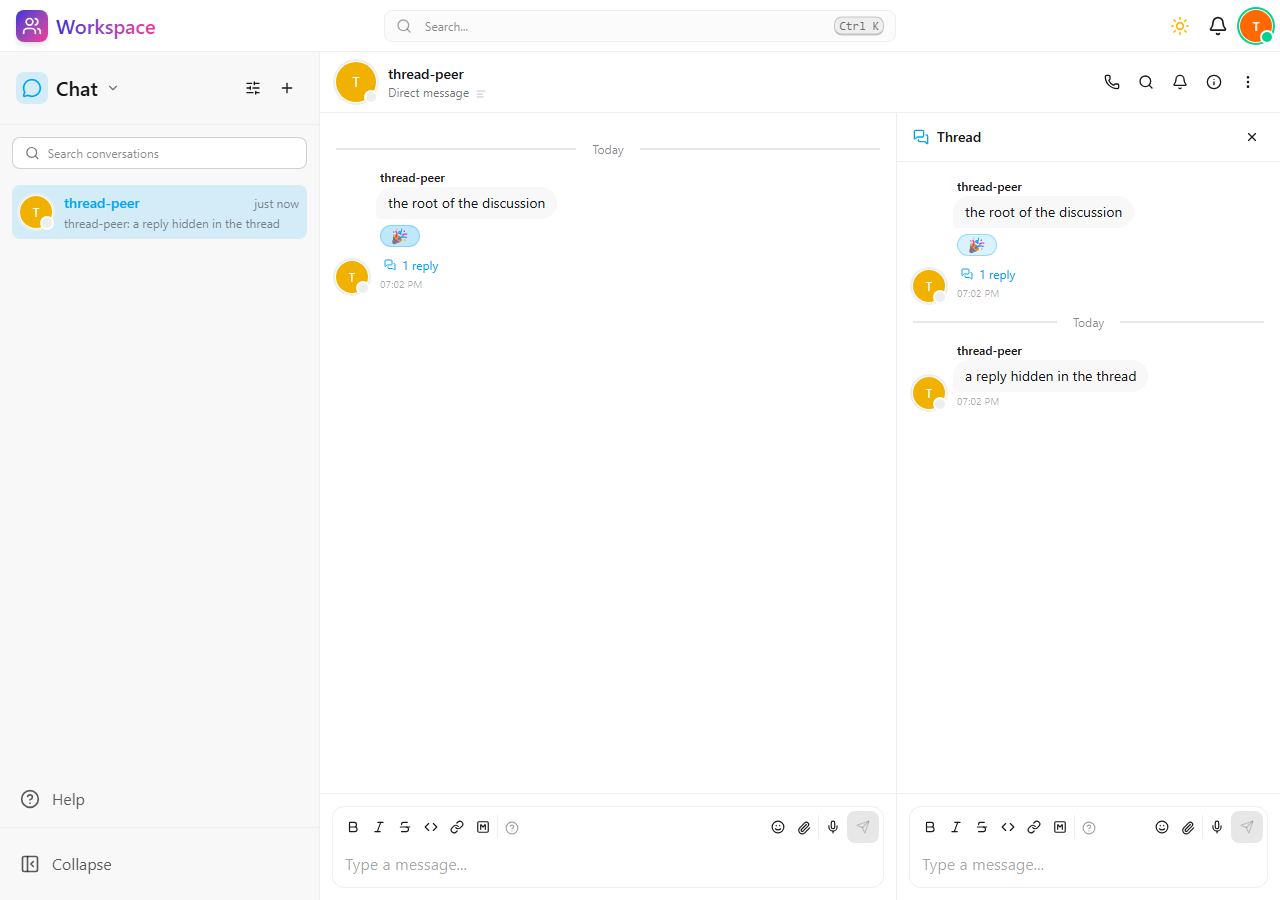 Workspace
Search...
Ctrl K
T
Chat
Search conversations
T
thread-peer
just now
thread-peer: a reply hidden in the thread
Help
Collapse
T
thread-peer
Direct message
Today
thread-peer
the root of the discussion
T
1 reply
07:02 PM
Type a message...
Thread
thread-peer
the root of the discussion
T
1 reply
07:02 PM
Today
thread-peer
a reply hidden in the thread
T
07:02 PM
Type a message...